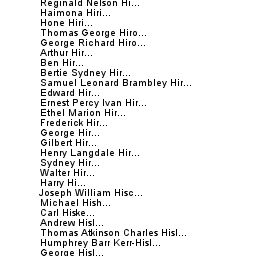 Reginald Nelson Hi...
Haimona Hiri...
Hone Hiri...
Thomas George Hiro...
George Richard Hiro...
Arthur Hir...
Ben Hir...
Bertie Sydney Hir...
Samuel Leonard Brambley Hir...
Edward Hir...
Ernest Percy Ivan Hir...
Ethel Marion Hir...
Frederick Hir...
George Hir...
Gilbert Hir...
Henry Langdale Hir...
Sydney Hir...
Walter Hir...
Harry Hi...
Joseph William Hisc...
Michael Hish...
Carl Hiske...
Andrew Hisl...
Thomas Atkinson Charles Hisl...
Humphrey Barr Kerr-Hisl...
George Hisl...